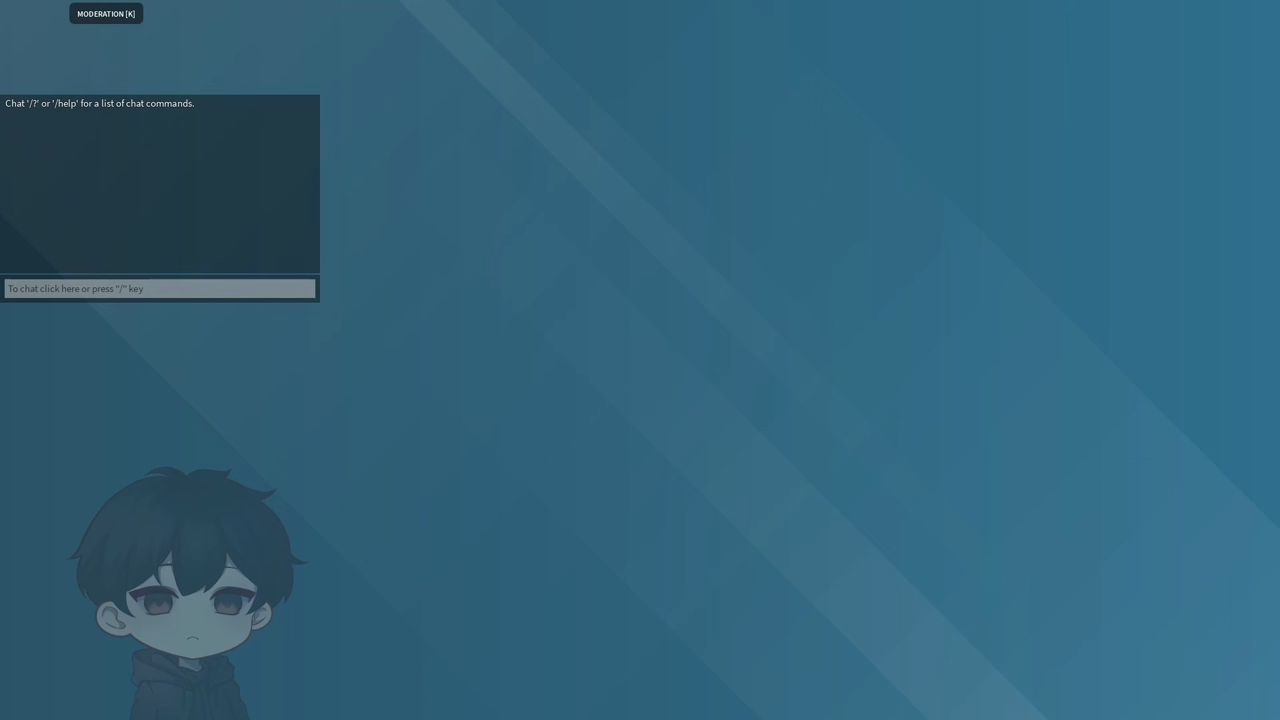 MODERATION [K]
Chat '/?' or '/help' for a list of chat commands.
To chat click here or press "/" key